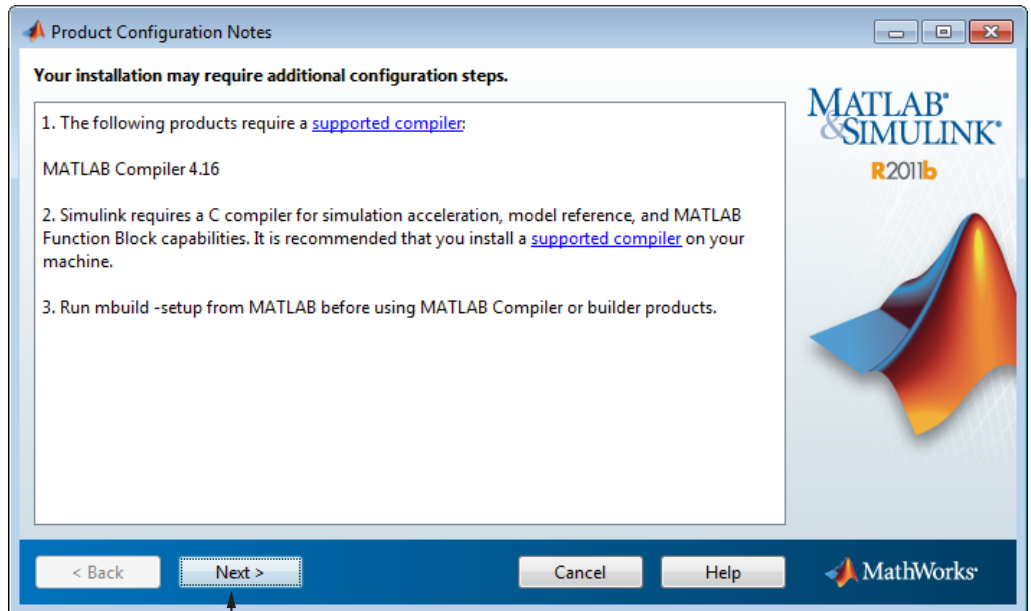 Product Configuration Notes
Your installation may require additional configuration steps.
1. The following products require a supported compiler:
MATLAB Compiler 4.16
2. Simulink requires a C compiler for simulation acceleration, model reference, and MATLAB
Function Block capabilities. It is recommended that you install a supported compiler on your
machine.
3. Run mbuild -setup from MATLAB before using MATLAB Compiler or builder products.
MATLAB®
&SIMULINK®
R2011b
< Back
Next >
Cancel
Help
MathWorks®